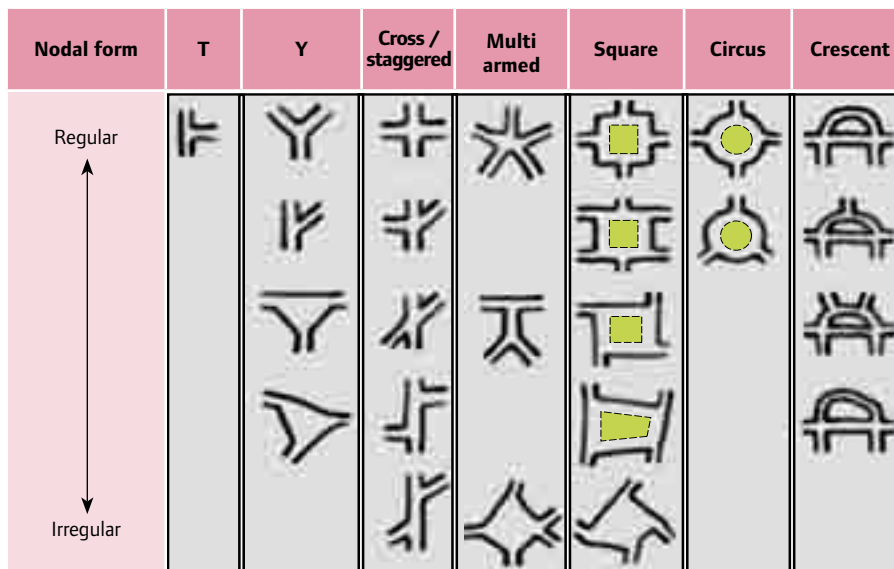 Nodal form
T
Y
Cross /
staggered
Multi
armed
Square
Circus
Crescent
Regular
Irregular